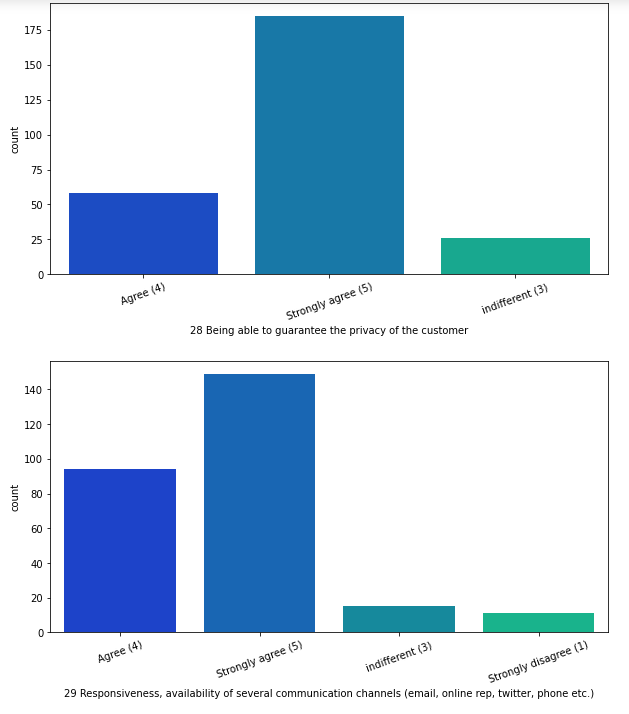 175
150
125
100
75
50
25
0
count
Agree (4)
Strongly agree (5)
indifferent (3)
28 Being able to guarantee the privacy of the customer
140
120
100
80
60
40
20
0
count
Agree (4)
Strongly agree (5)
indifferent (3)
Strongly disagree (1)
29 Responsiveness, availability of several communication channels (email, online rep, twitter, phone etc.)